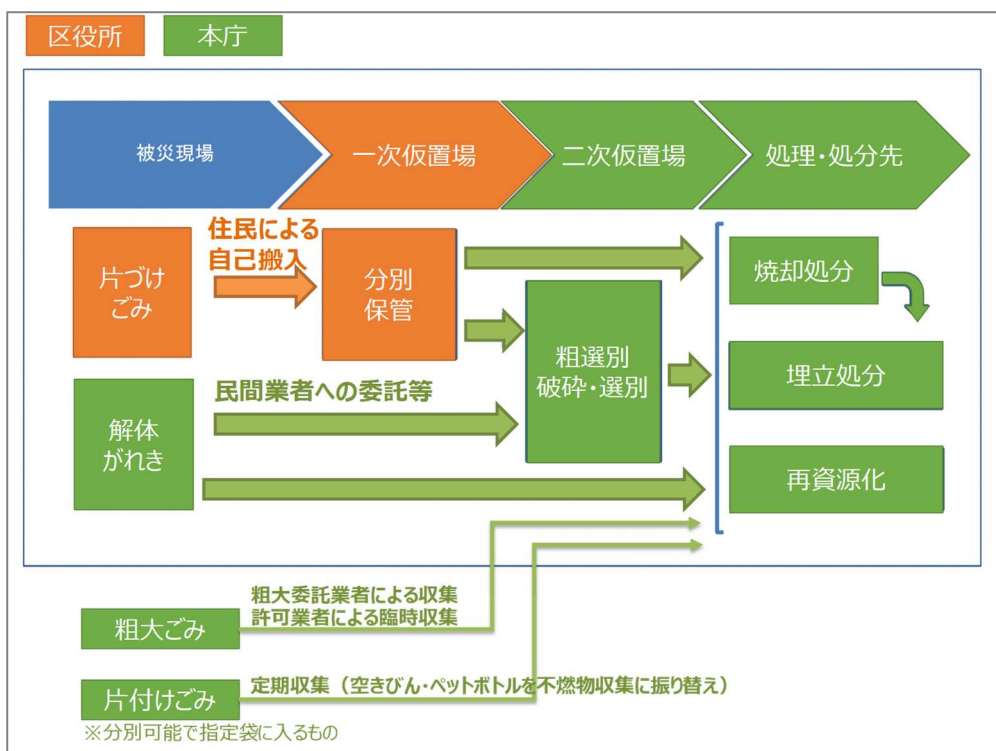 区役所
本庁
被災現場
一次仮置場
二次仮置場
処理・処分先
片づけ
ごみ
住民による
自己搬入
分別
保管
焼却処分
粗選別
破砕・選別
埋立処分
民間業者への委託等
解体
がれき
再資源化
粗大ごみ
粗大委託業者による収集
許可業者による臨時収集
片付けごみ
定期収集（空きびん・ペットボトルを不燃物収集に振り替え）
※分別可能で指定袋に入るもの